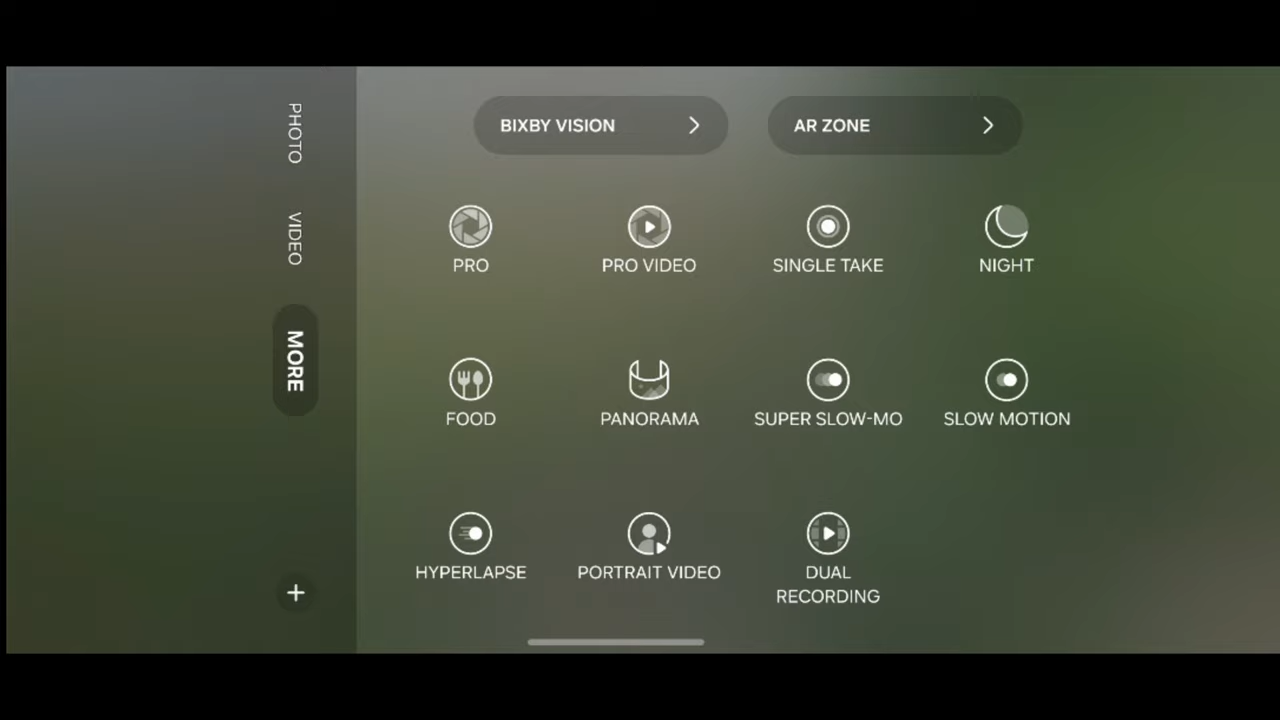 PHOTO
VIDEO
MORE
BIXBY VISION
AR ZONE
PRO
PRO VIDEO
SINGLE TAKE
NIGHT
FOOD
PANORAMA
SUPER SLOW-MO
SLOW MOTION
HYPERLAPSE
PORTRAIT VIDEO
DUAL
RECORDING